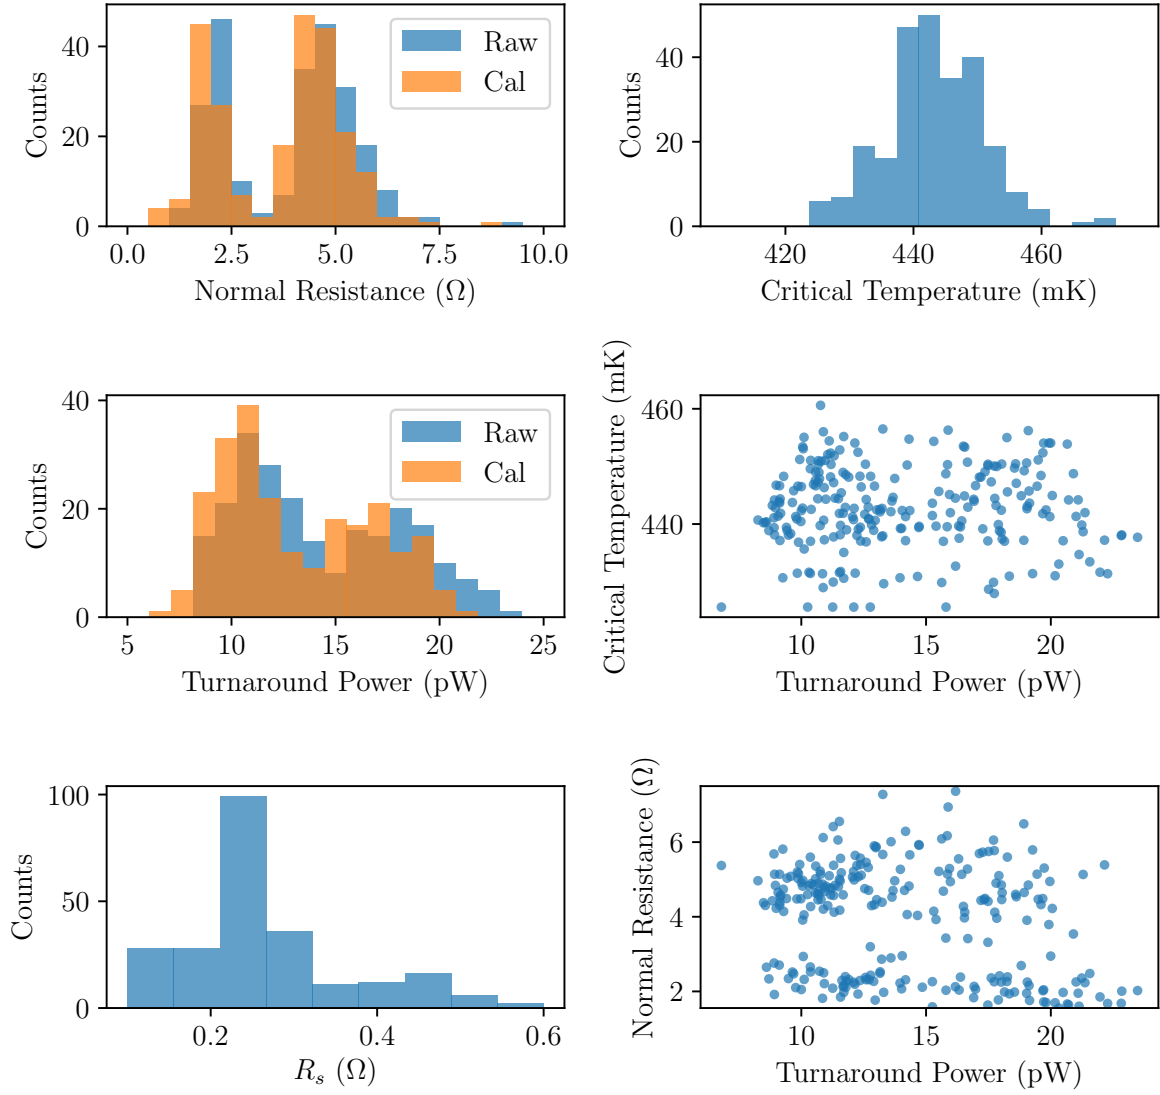 Counts
40
20
0
0.0 2.5 5.0 7.5 10.0
Normal Resistance (Ω)
Raw
Cal
Counts
40
20
0
420 440 460
Critical Temperature (mK)
Counts
40
20
0
5 10 15 20 25
Turnaround Power (pW)
Raw
Cal
Critical Temperature (mK)
460
440
10 15 20
Turnaround Power (pW)
Counts
100
50
0
0.2 0.4 0.6
R_s (Ω)
Normal Resistance (Ω)
6
4
2
10 15 20
Turnaround Power (pW)